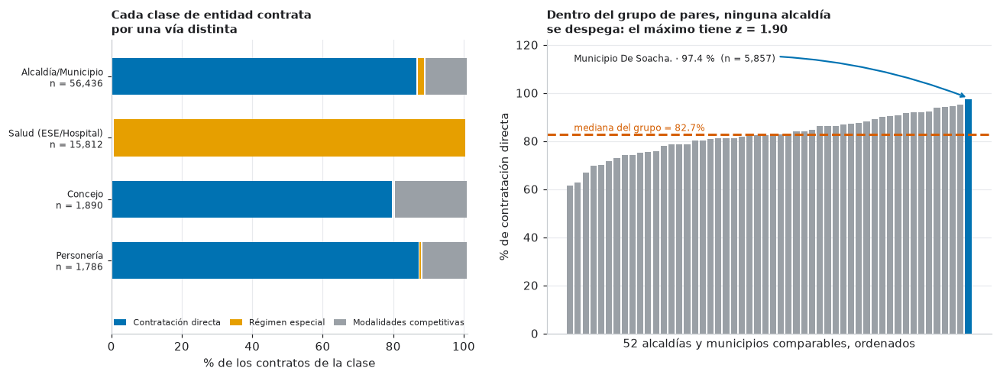 Cada clase de entidad contrata
por una vía distinta
Alcaldía/Municipio
n = 56,436
Salud (ESE/Hospital)
n = 15,812
Concejo
n = 1,890
Personería
n = 1,786
Contratación directa
Régimen especial
Modalidades competitivas
0 20 40 60 80 100
% de los contratos de la clase
Dentro del grupo de pares, ninguna alcaldía
se despega: el máximo tiene z = 1.90
% de contratación directa
120
100
80
60
40
20
0
Municipio De Soacha. · 97.4 % (n = 5,857)
mediana del grupo = 82.7%
52 alcaldías y municipios comparables, ordenados